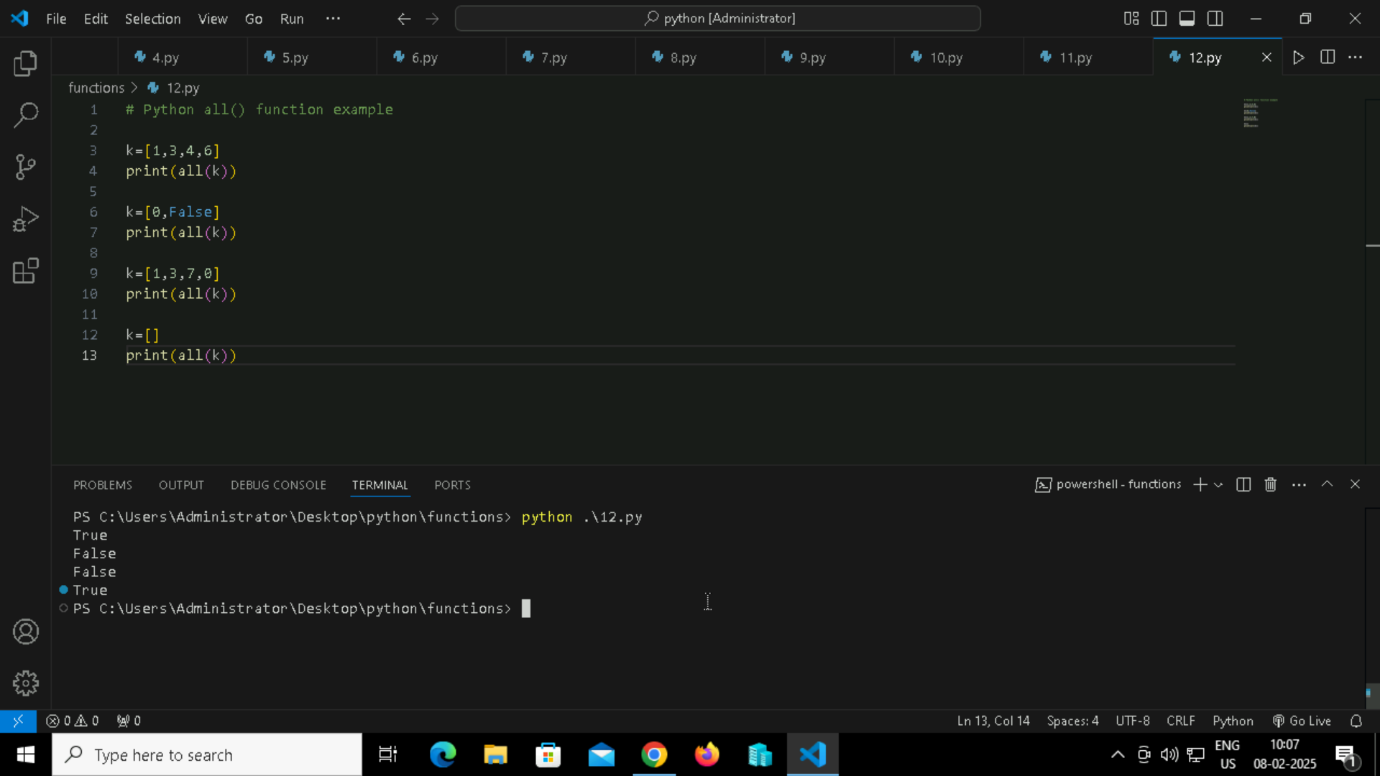 File Edit Selection View Go Run ··· python [Administrator]
4.py 5.py 6.py 7.py 8.py 9.py 10.py 11.py 12.py
functions > 12.py
1 # Python all() function example
2
3 k=[1,3,4,6]
4 print(all(k))
5
6 k=[0,False]
7 print(all(k))
8
9 k=[1,3,7,0]
10 print(all(k))
11
12 k=[]
13 print(all(k))
PROBLEMS OUTPUT DEBUG CONSOLE TERMINAL PORTS powershell - functions
PS C:\Users\Administrator\Desktop\python\functions> python .\12.py
True
False
False
True
PS C:\Users\Administrator\Desktop\python\functions>
0 0 0 Ln 13, Col 14 Spaces: 4 UTF-8 CRLF Python Go Live
Type here to search ENG 10:07
US 08-02-2025 1